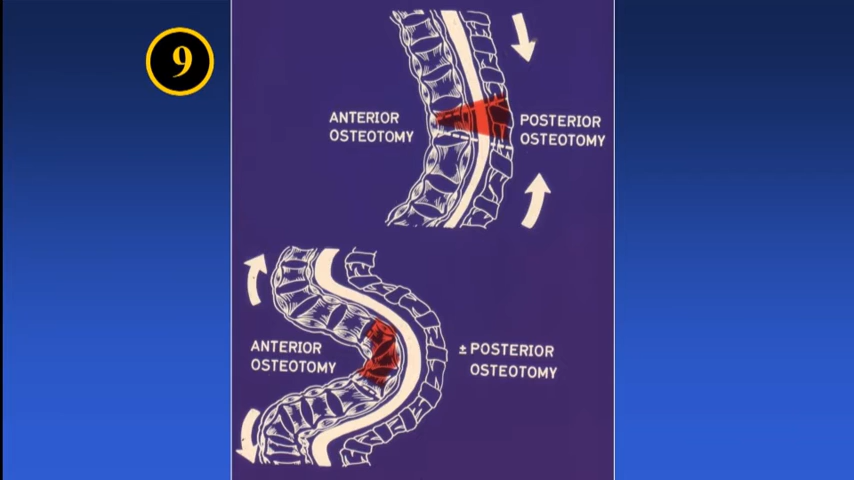 9
ANTERIOR
OSTEOTOMY
POSTERIOR
OSTEOTOMY
ANTERIOR
OSTEOTOMY
± POSTERIOR
OSTEOTOMY